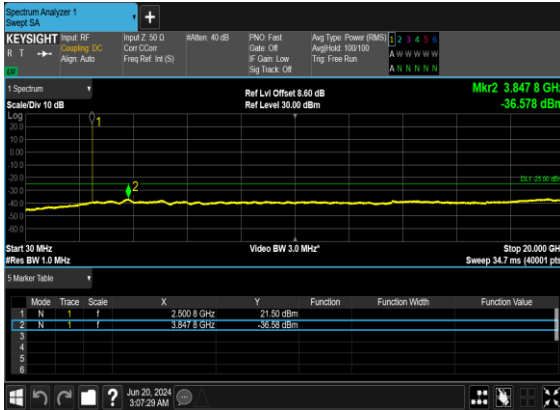 Spectrum Analyzer 1
Swept SA
+
KEYSIGHT Input: RF Input Z: 50 Ω #Atten: 40 dB PNO: Fast Avg Type: Power (RMS) 1 2 3 4 5 6
R T Coupling: DC Corr CCorr Gate: Off Avg|Hold: 100/100 A W W W W W
Align: Auto Freq Ref: Int (S) IF Gain: Low Trig: Free Run
Sig Track: Off A N N N N N
1 Spectrum Ref Lvl Offset 8.60 dB Mkr2 3.847 8 GHz
Scale/Div 10 dB Ref Level 30.00 dBm -36.578 dBm
Log
1
20.0
10.0
0.00
-10.0
-20.0
DL1 -25.00 dBm
-30.0
2
-40.0
-50.0
-60.0
Start 30 MHz Video BW 3.0 MHz* Stop 20.000 GHz
#Res BW 1.0 MHz Sweep 34.7 ms (40001 pts)
5 Marker Table
Mode Trace Scale X Y Function Function Width Function Value
1 N 1 f 2.500 8 GHz 21.50 dBm
2 N 1 f 3.847 8 GHz -36.58 dBm
3
4
5
6
? Jun 20, 2024
3:07:29 AM